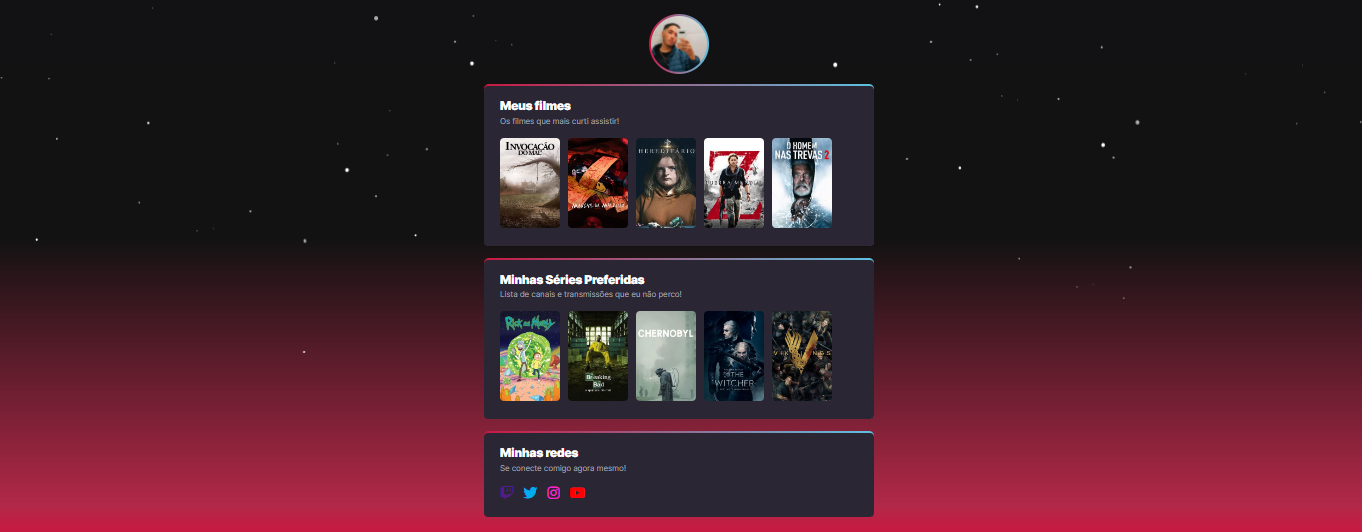 Meus filmes
Os filmes que mais curti assistir!
INVOCAÇÃO
DO MAL
HEREDITÁRIO
O HOMEM
NAS TREVAS 2
Minhas Séries Preferidas
Lista de canais e transmissões que eu não perco!
Rick and Morty
Breaking
Bad
CHERNOBYL
THE
WITCHER
VIKINGS
Minhas redes
Se conecte comigo agora mesmo!